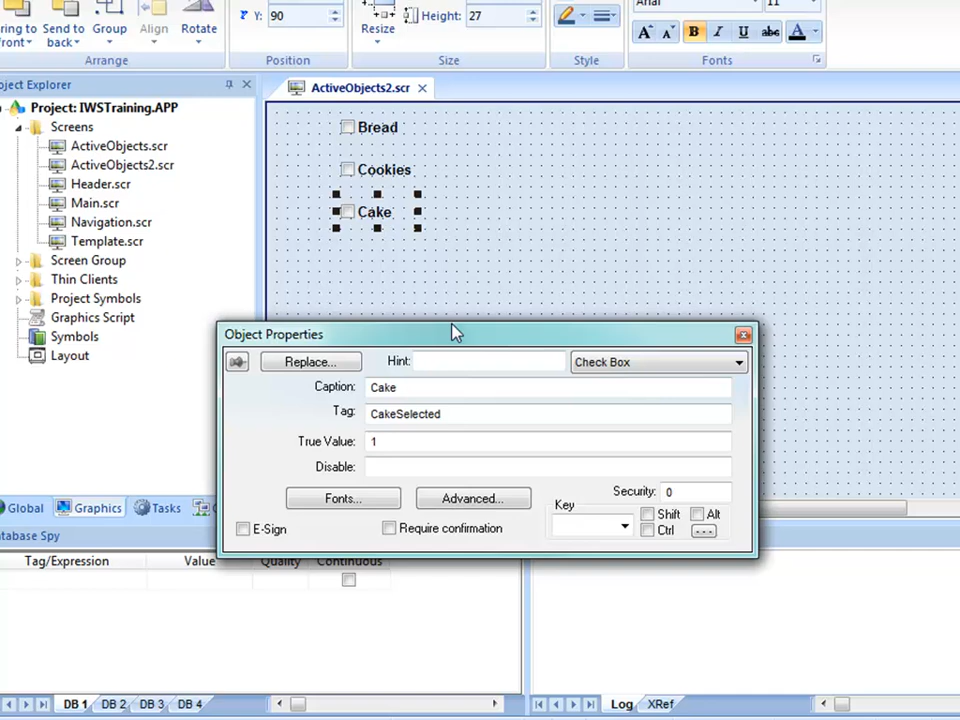 ring to front
Send to back
Group
Align
Rotate
Arrange
Y: 90
Position
Resize
Height: 27
Size
Style
Arial
11
A A B I U abc A
Fonts
oject Explorer
ActiveObjects2.scr
Project: IWSTraining.APP
Screens
ActiveObjects.scr
ActiveObjects2.scr
Header.scr
Main.scr
Navigation.scr
Template.scr
Screen Group
Thin Clients
Project Symbols
Graphics Script
Symbols
Layout
Bread
Cookies
Cake
Object Properties
Replace...
Hint:
Check Box
Caption: Cake
Tag: CakeSelected
True Value: 1
Disable:
Fonts...
Advanced...
Security: 0
Key
Shift
Alt
Ctrl
...
E-Sign
Require confirmation
Global
Graphics
Tasks
atabase Spy
Tag/Expression
Value
Quality
Continuous
DB 1
DB 2
DB 3
DB 4
Log
XRef